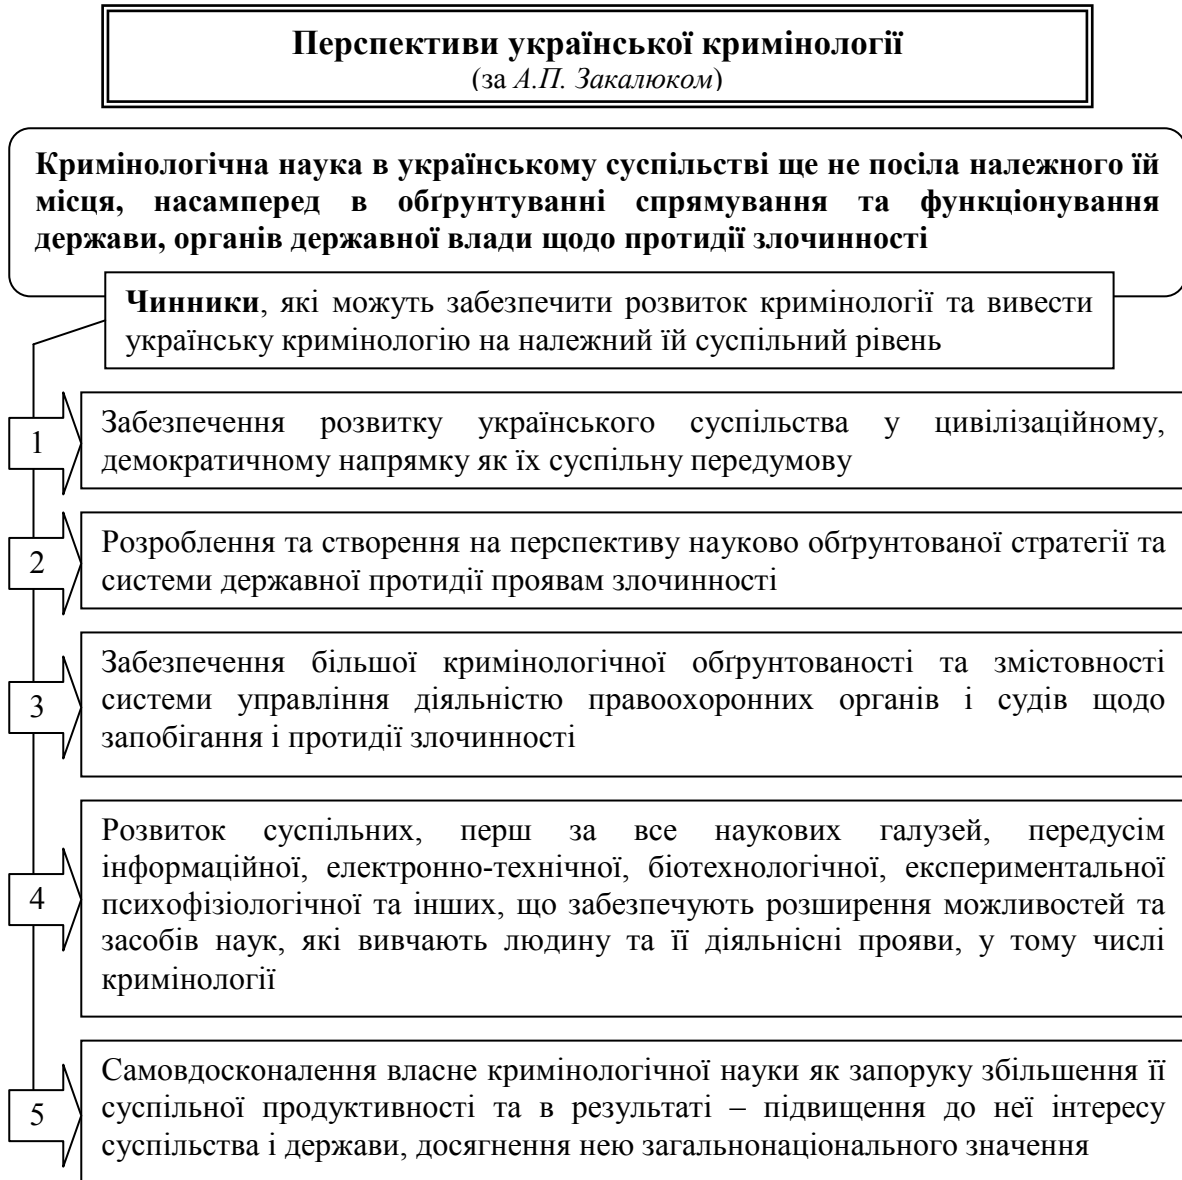 Перспективи української кримінології
(за А.П. Закалюком)
Кримінологічна наука в українському суспільстві ще не посіла належного їй
місця, насамперед в обґрунтуванні спрямування та функціонування
держави, органів державної влади щодо протидії злочинності
Чинники, які можуть забезпечити розвиток кримінології та вивести
українську кримінологію на належний їй суспільний рівень
1
Забезпечення розвитку українського суспільства у цивілізаційному,
демократичному напрямку як їх суспільну передумову
2
Розроблення та створення на перспективу науково обґрунтованої стратегії та
системи державної протидії проявам злочинності
3
Забезпечення більшої кримінологічної обґрунтованості та змістовності
системи управління діяльністю правоохоронних органів і судів щодо
запобігання і протидії злочинності
4
Розвиток суспільних, перш за все наукових галузей, передусім
інформаційної, електронно-технічної, біотехнологічної, експериментальної
психофізіологічної та інших, що забезпечують розширення можливостей та
засобів наук, які вивчають людину та її діяльнісні прояви, у тому числі
кримінології
5
Самовдосконалення власне кримінологічної науки як запоруку збільшення її
суспільної продуктивності та в результаті – підвищення до неї інтересу
суспільства і держави, досягнення нею загальнонаціонального значення